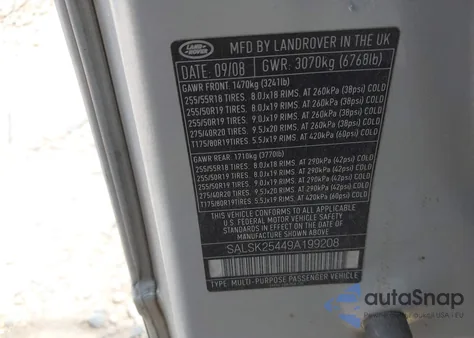 LAND ROVER
MFD BY LANDROVER IN THE UK
DATE: 09/08 GWR: 3070kg (6768lb)
GAWR FRONT: 1470kg (3241lb)
255/55R18 TIRES. 8.0Jx18 RIMS. AT 260kPa (38psi) COLD
255/50R19 TIRES. 8.0Jx19 RIMS. AT 260kPa (38psi) COLD
255/50R19 TIRES. 9.0Jx19 RIMS. AT 260kPa (38psi) COLD
275/40R20 TIRES. 9.5Jx20 RIMS. AT 260kPa (38psi) COLD
T175/80R19TIRES. 5.5Jx19 RIMS. AT 420kPa (60psi) COLD
GAWR REAR: 1710kg (3770lb)
255/55R18 TIRES. 8.0Jx18 RIMS. AT 290kPa (42psi) COLD
255/50R19 TIRES. 8.0Jx19 RIMS. AT 290kPa (42psi) COLD
255/50R19 TIRES. 9.0Jx19 RIMS. AT 290kPa (42psi) COLD
275/40R20 TIRES. 9.5Jx20 RIMS. AT 290kPa (42psi) COLD
T175/80R19TIRES. 5.5Jx19 RIMS. AT 420kPa (60psi) COLD
THIS VEHICLE CONFORMS TO ALL APPLICABLE
U.S. FEDERAL MOTOR VEHICLE SAFETY
STANDARDS IN EFFECT ON THE DATE
OF MANUFACTURE SHOWN ABOVE
SALSK25449A199208
TYPE: MULTI-PURPOSE PASSENGER VEHICLE
autoSnap